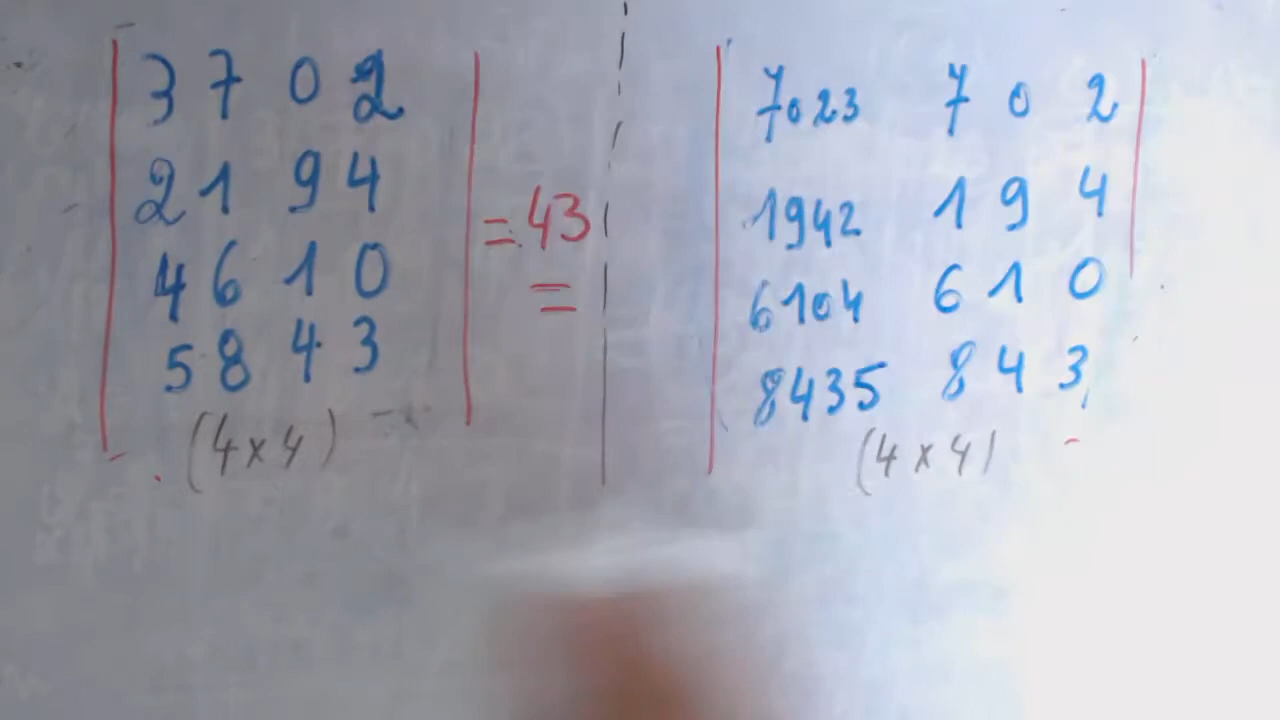 3 7 0 2
2 1 9 4
4 6 1 0
5 8 4 3
= 43
(4 x 4)
7023 7 0 2
1942 1 9 4
6104 6 1 0
8435 8 4 3
(4 x 4)